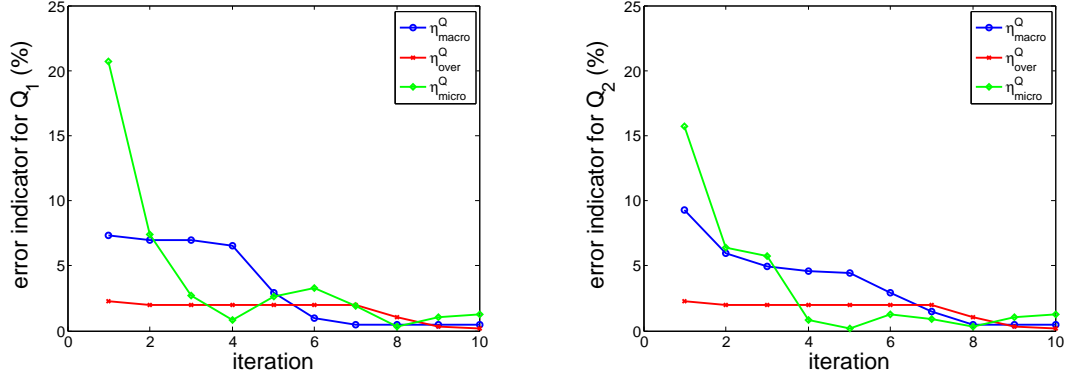 25
20
15
10
5
0
0 2 4 6 8 10
iteration
error indicator for Q_1 (%)
η^Q_macro
η^Q_over
η^Q_micro
25
20
15
10
5
0
0 2 4 6 8 10
iteration
error indicator for Q_2 (%)
η^Q_macro
η^Q_over
η^Q_micro